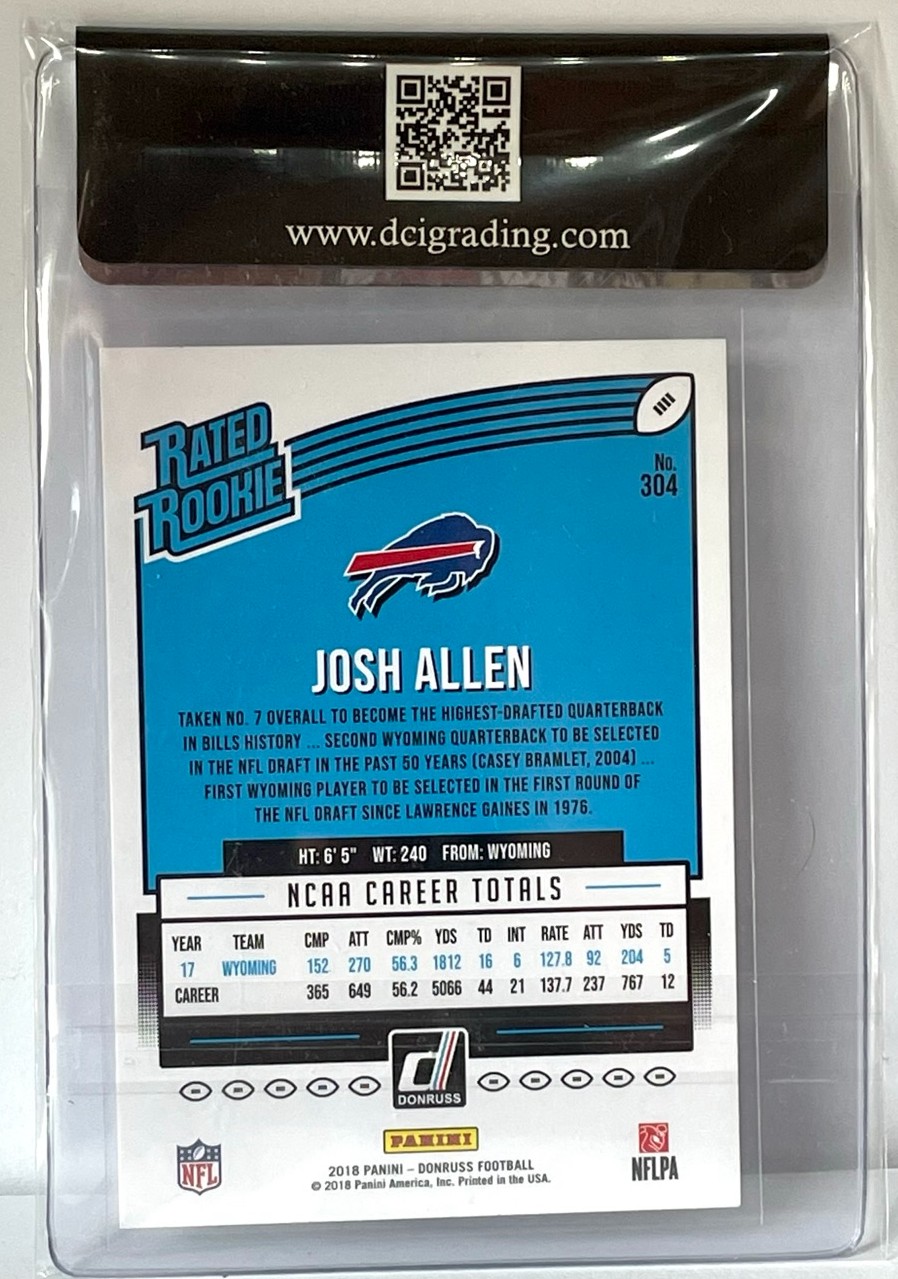 www.dcigrading.com
RATED
ROOKIE
No.
304
JOSH ALLEN
TAKEN NO. 7 OVERALL TO BECOME THE HIGHEST-DRAFTED QUARTERBACK
IN BILLS HISTORY ... SECOND WYOMING QUARTERBACK TO BE SELECTED
IN THE NFL DRAFT IN THE PAST 50 YEARS (CASEY BRAMLET, 2004) ...
FIRST WYOMING PLAYER TO BE SELECTED IN THE FIRST ROUND OF
THE NFL DRAFT SINCE LAWRENCE GAINES IN 1976.
HT: 6' 5" WT: 240 FROM: WYOMING
NCAA CAREER TOTALS
YEAR TEAM CMP ATT CMP% YDS TD INT RATE ATT YDS TD
17 WYOMING 152 270 56.3 1812 16 6 127.8 92 204 5
CAREER 365 649 56.2 5066 44 21 137.7 237 767 12
d
DONRUSS
PANINI
NFL
2018 PANINI – DONRUSS FOOTBALL
© 2018 Panini America, Inc. Printed in the USA.
NFLPA